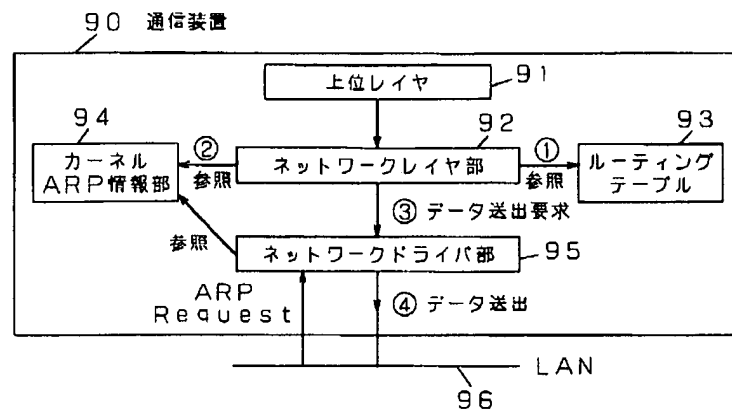 90 通信装置
上位レイヤ
91
94
92
93
カーネル
ARP情報部
②
参照
ネットワークレイヤ部
①
参照
ルーティング
テーブル
③ データ送出要求
参照
ネットワークドライバ部
95
ARP
Request
④ データ送出
LAN
96